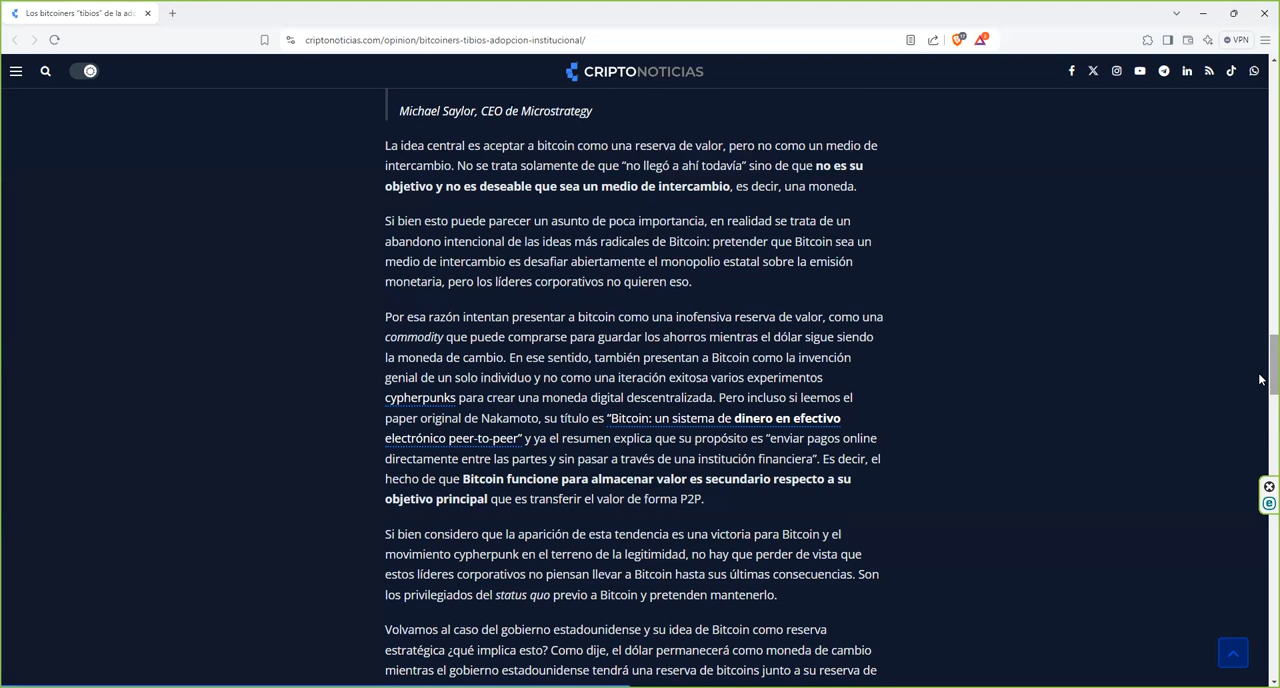 Los bitcoiners “tibios” de la ado
criptonoticias.com/opinion/bitcoiners-tibios-adopcion-institucional/
VPN
CRIPTONOTICIAS
Michael Saylor, CEO de Microstrategy
La idea central es aceptar a bitcoin como una reserva de valor, pero no como un medio de
intercambio. No se trata solamente de que “no llegó a ahí todavía” sino de que no es su
objetivo y no es deseable que sea un medio de intercambio, es decir, una moneda.
Si bien esto puede parecer un asunto de poca importancia, en realidad se trata de un
abandono intencional de las ideas más radicales de Bitcoin: pretender que Bitcoin sea un
medio de intercambio es desafiar abiertamente el monopolio estatal sobre la emisión
monetaria, pero los líderes corporativos no quieren eso.
Por esa razón intentan presentar a bitcoin como una inofensiva reserva de valor, como una
commodity que puede comprarse para guardar los ahorros mientras el dólar sigue siendo
la moneda de cambio. En ese sentido, también presentan a Bitcoin como la invención
genial de un solo individuo y no como una iteración exitosa varios experimentos
cypherpunks para crear una moneda digital descentralizada. Pero incluso si leemos el
paper original de Nakamoto, su título es “Bitcoin: un sistema de dinero en efectivo
electrónico peer-to-peer” y ya el resumen explica que su propósito es “enviar pagos online
directamente entre las partes y sin pasar a través de una institución financiera”. Es decir, el
hecho de que Bitcoin funcione para almacenar valor es secundario respecto a su
objetivo principal que es transferir el valor de forma P2P.
Si bien considero que la aparición de esta tendencia es una victoria para Bitcoin y el
movimiento cypherpunk en el terreno de la legitimidad, no hay que perder de vista que
estos líderes corporativos no piensan llevar a Bitcoin hasta sus últimas consecuencias. Son
los privilegiados del status quo previo a Bitcoin y pretenden mantenerlo.
Volvamos al caso del gobierno estadounidense y su idea de Bitcoin como reserva
estratégica ¿qué implica esto? Como dije, el dólar permanecerá como moneda de cambio
mientras el gobierno estadounidense tendrá una reserva de bitcoins junto a su reserva de